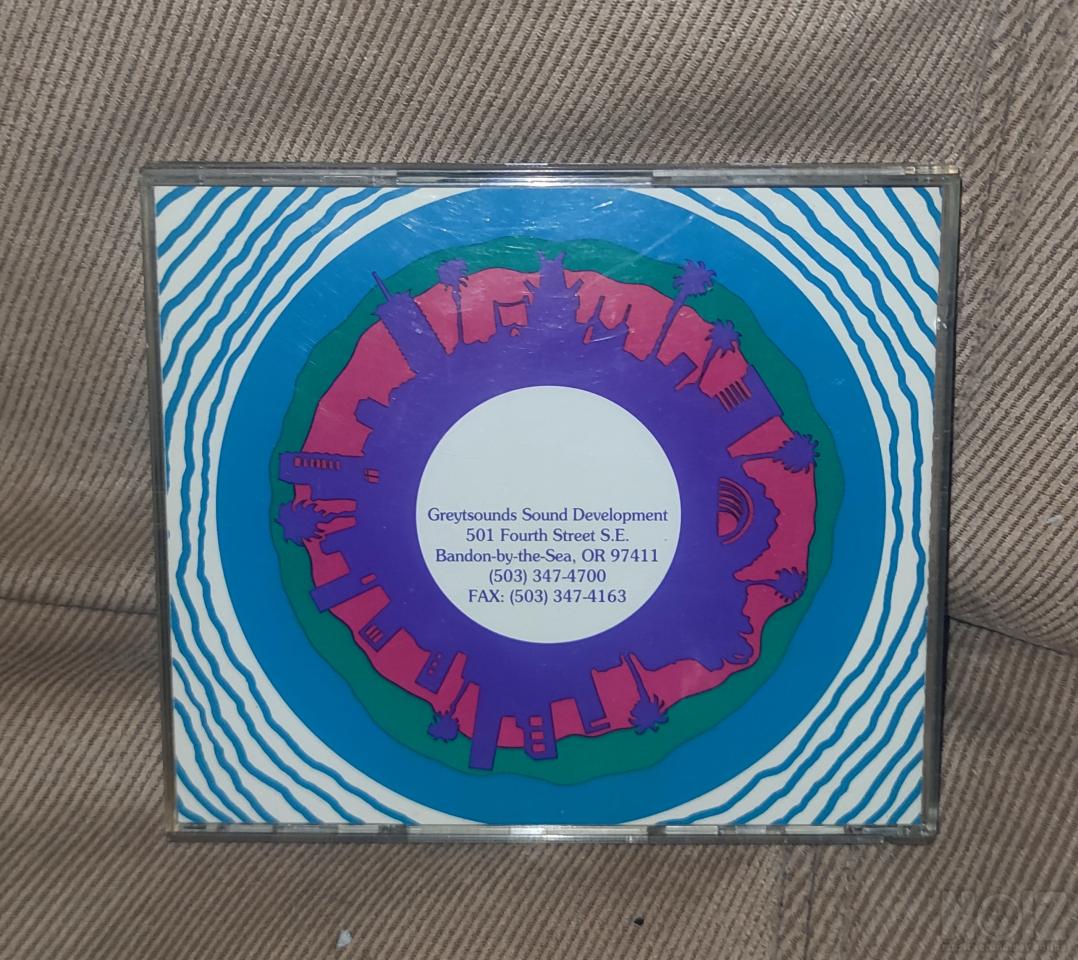 Greytsounds Sound Development
501 Fourth Street S.E.
Bandon-by-the-Sea, OR 97411
(503) 347-4700
FAX: (503) 347-4163